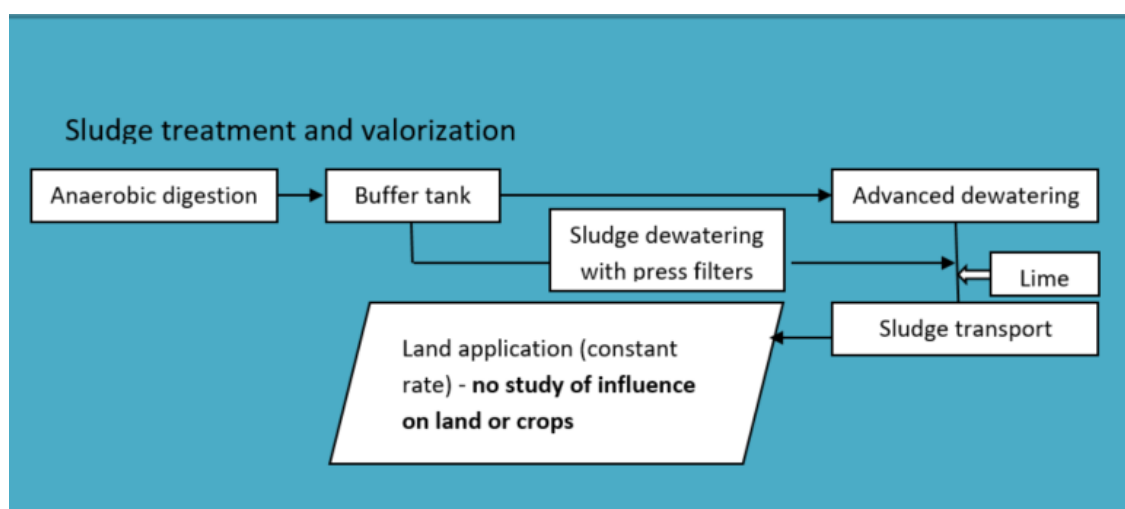 Sludge treatment and valorization
Anaerobic digestion
Buffer tank
Advanced dewatering
Sludge dewatering
with press filters
Lime
Sludge transport
Land application (constant
rate) - no study of influence
on land or crops